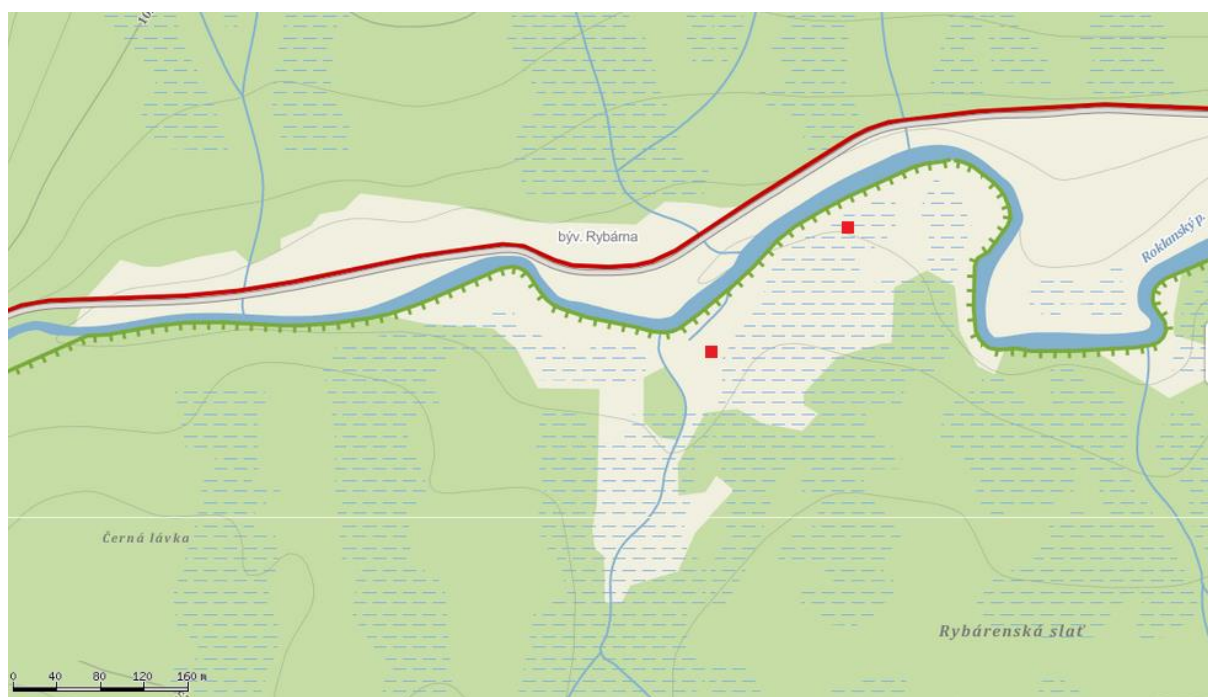 býv. Rybárna
Roklanský p.
Černá lávka
Rybárenská slať
0 40 80 120 160 m